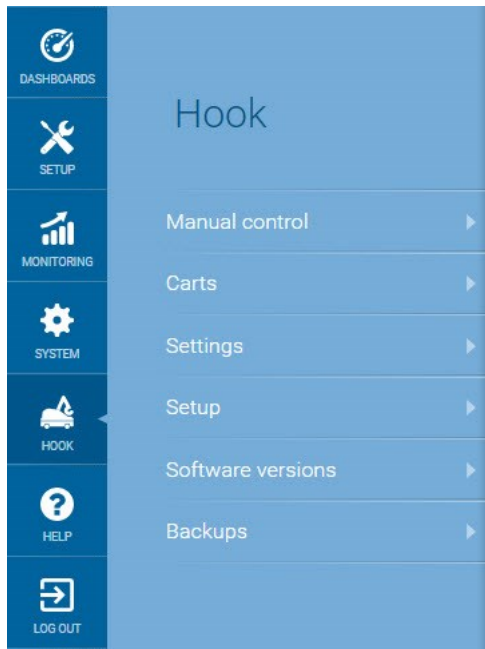 DASHBOARDS
SETUP
MONITORING
SYSTEM
HOOK
HELP
LOG OUT
Hook
Manual control
Carts
Settings
Setup
Software versions
Backups